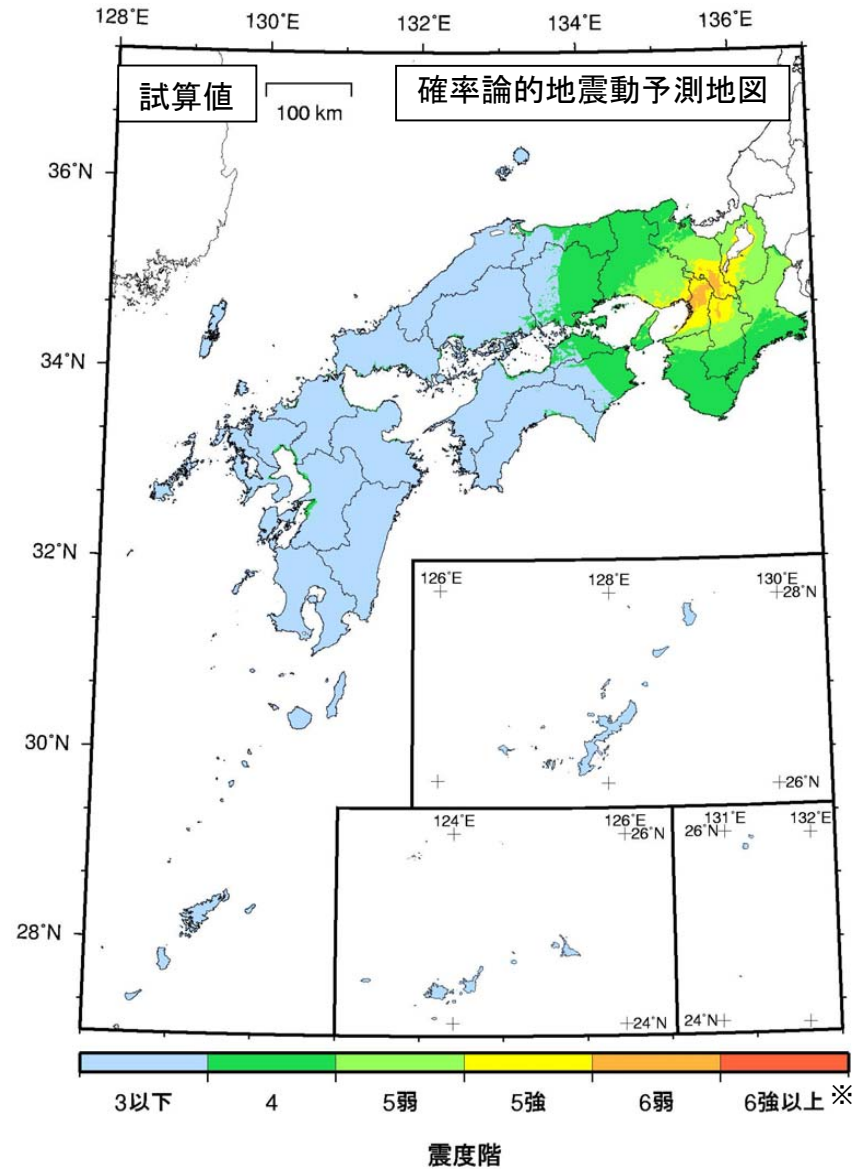 128˚E 130˚E 132˚E 134˚E 136˚E
試算値
100 km
確率論的地震動予測地図
36˚N
34˚N
32˚N
126˚E 128˚E 130˚E
28˚N
30˚N
26˚N
124˚E 126˚E
26˚N
131˚E 132˚E
26˚N
28˚N
24˚N
24˚N
3以下 4 5弱 5強 6弱 6強以上 ※
震度階